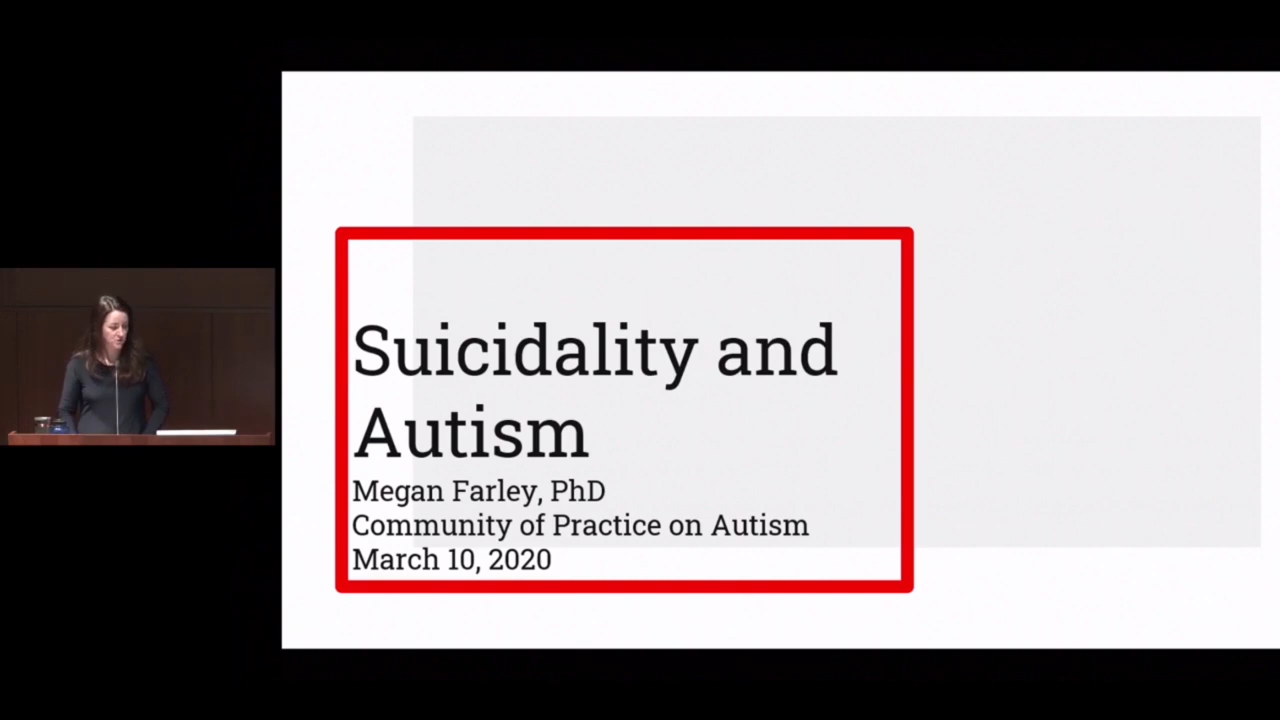 Suicidality and
Autism
Megan Farley, PhD
Community of Practice on Autism
March 10, 2020